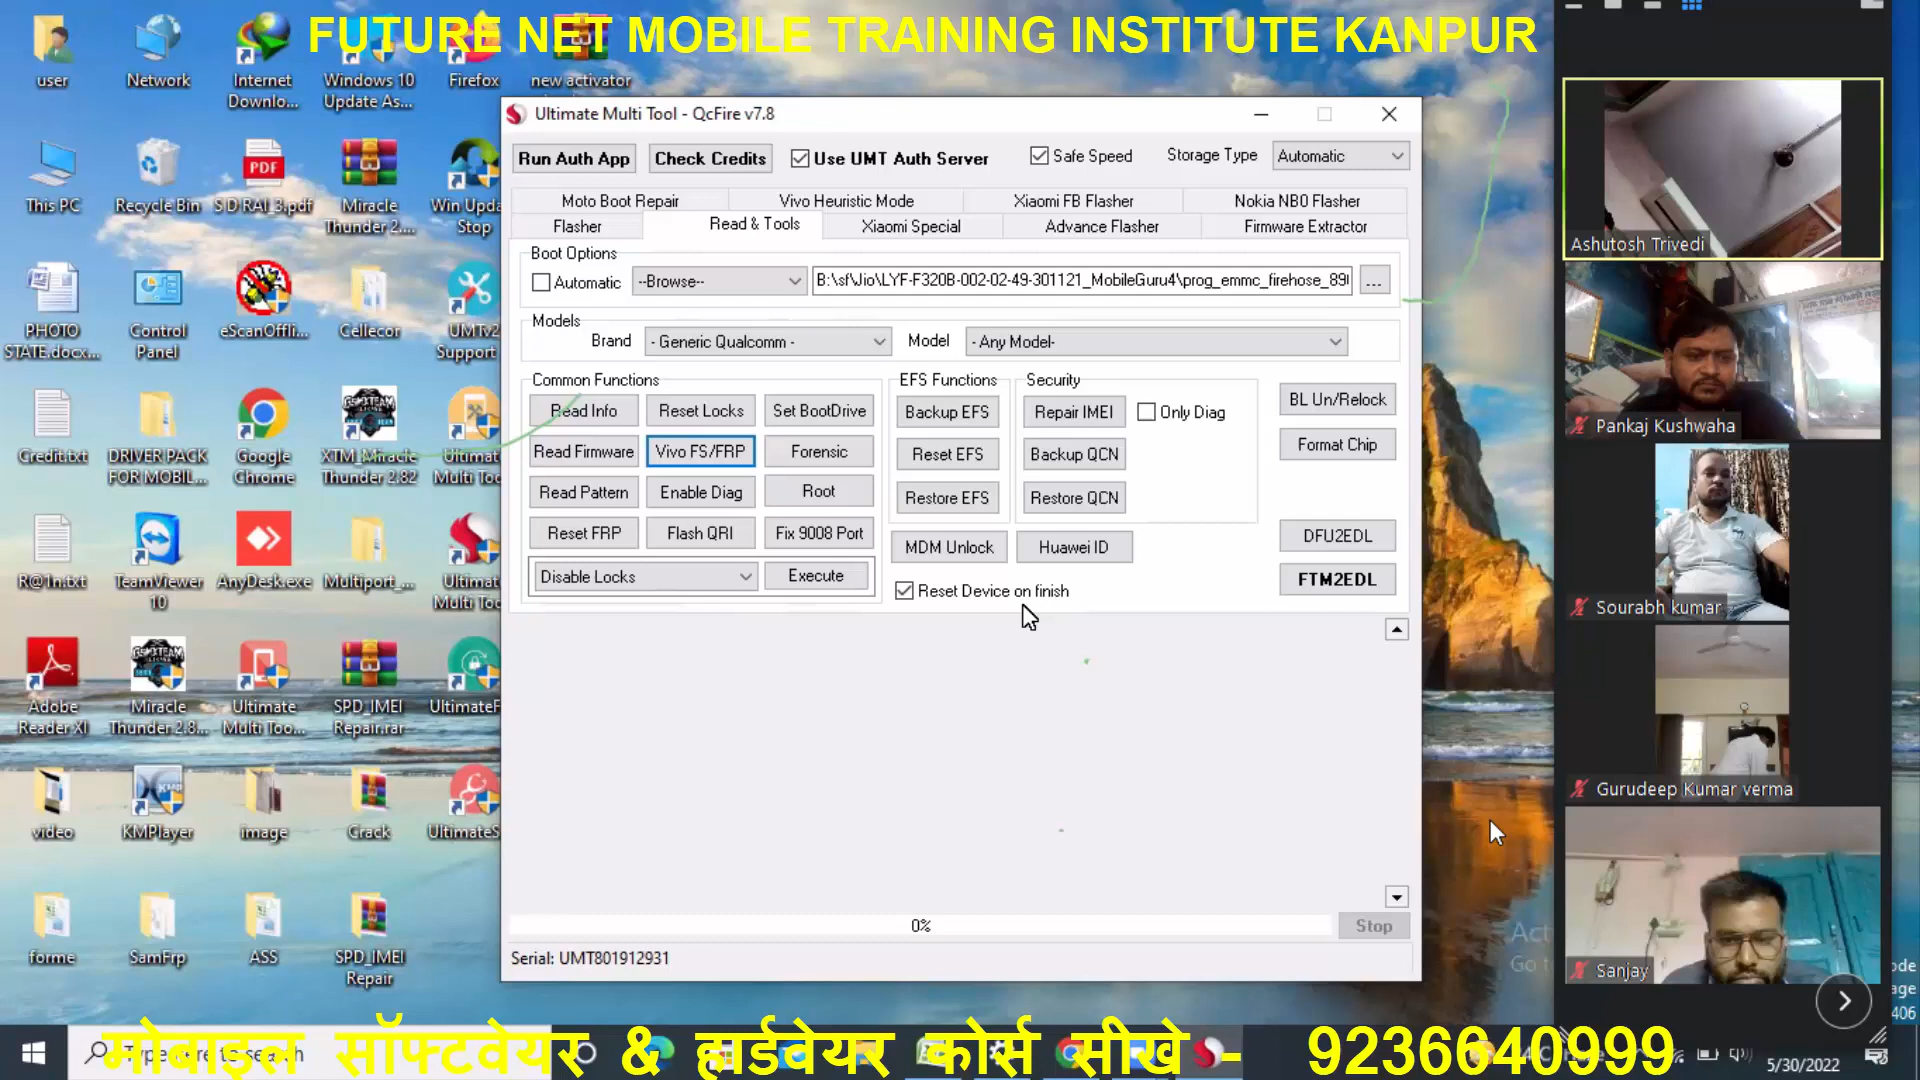 FUTURE NET MOBILE TRAINING INSTITUTE KANPUR
user
Network
Internet Downlo...
Windows 10 Update As...
Firefox
new activator
This PC
Recycle Bin
S D RAI_3.pdf
Miracle Thunder 2....
Win Upda Stop
PHOTO STATE.docx...
Control Panel
eScanOffli...
Cellecor
UMTv2 Support
Credit.txt
DRIVER PACK FOR MOBIL...
Google Chrome
XTM_Miracle Thunder 2.82
Ultimate Multi Too
R@1n.txt
TeamViewer 10
AnyDesk.exe
Multiport_...
Ultimate Multi Too
Adobe Reader XI
Miracle Thunder 2.8...
Ultimate Multi Too...
SPD_IMEI Repair.rar
UltimateF
video
KMPlayer
image
Crack
UltimateS
forme
SamFrp
ASS
SPD_IMEI Repair
Ultimate Multi Tool - QcFire v7.8
Run Auth App
Check Credits
Use UMT Auth Server
Safe Speed
Storage Type
Automatic
Moto Boot Repair
Vivo Heuristic Mode
Xiaomi FB Flasher
Nokia NB0 Flasher
Flasher
Read & Tools
Xiaomi Special
Advance Flasher
Firmware Extractor
Boot Options
Automatic
--Browse--
B:\sf\Jio\LYF-F320B-002-02-49-301121_MobileGuru4\prog_emmc_firehose_89
...
Models
Brand
- Generic Qualcomm -
Model
- Any Model-
Common Functions
Read Info
Reset Locks
Set BootDrive
Read Firmware
Vivo FS/FRP
Forensic
Read Pattern
Enable Diag
Root
Reset FRP
Flash QRI
Fix 9008 Port
Disable Locks
Execute
EFS Functions
Backup EFS
Reset EFS
Restore EFS
Security
Repair IMEI
Only Diag
Backup QCN
Restore QCN
MDM Unlock
Huawei ID
Reset Device on finish
BL Un/Relock
Format Chip
DFU2EDL
FTM2EDL
0%
Stop
Serial: UMT801912931
Ashutosh Trivedi
Pankaj Kushwaha
Sourabh kumar
Gurudeep Kumar verma
Sanjay
मोबाइल सॉफ्टवेयर & हार्डवेयर कोर्स सीखे - 9236640999
5/30/2022